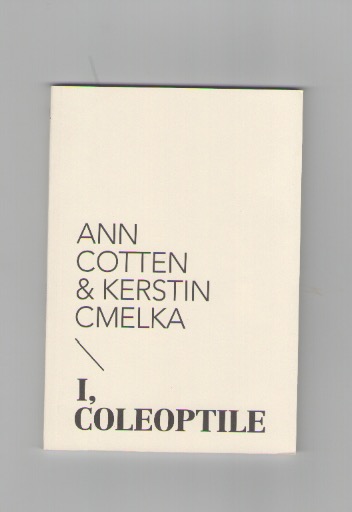 ANN
COTTEN
& KERSTIN
CMELKA
\
I,
COLEOPTILE